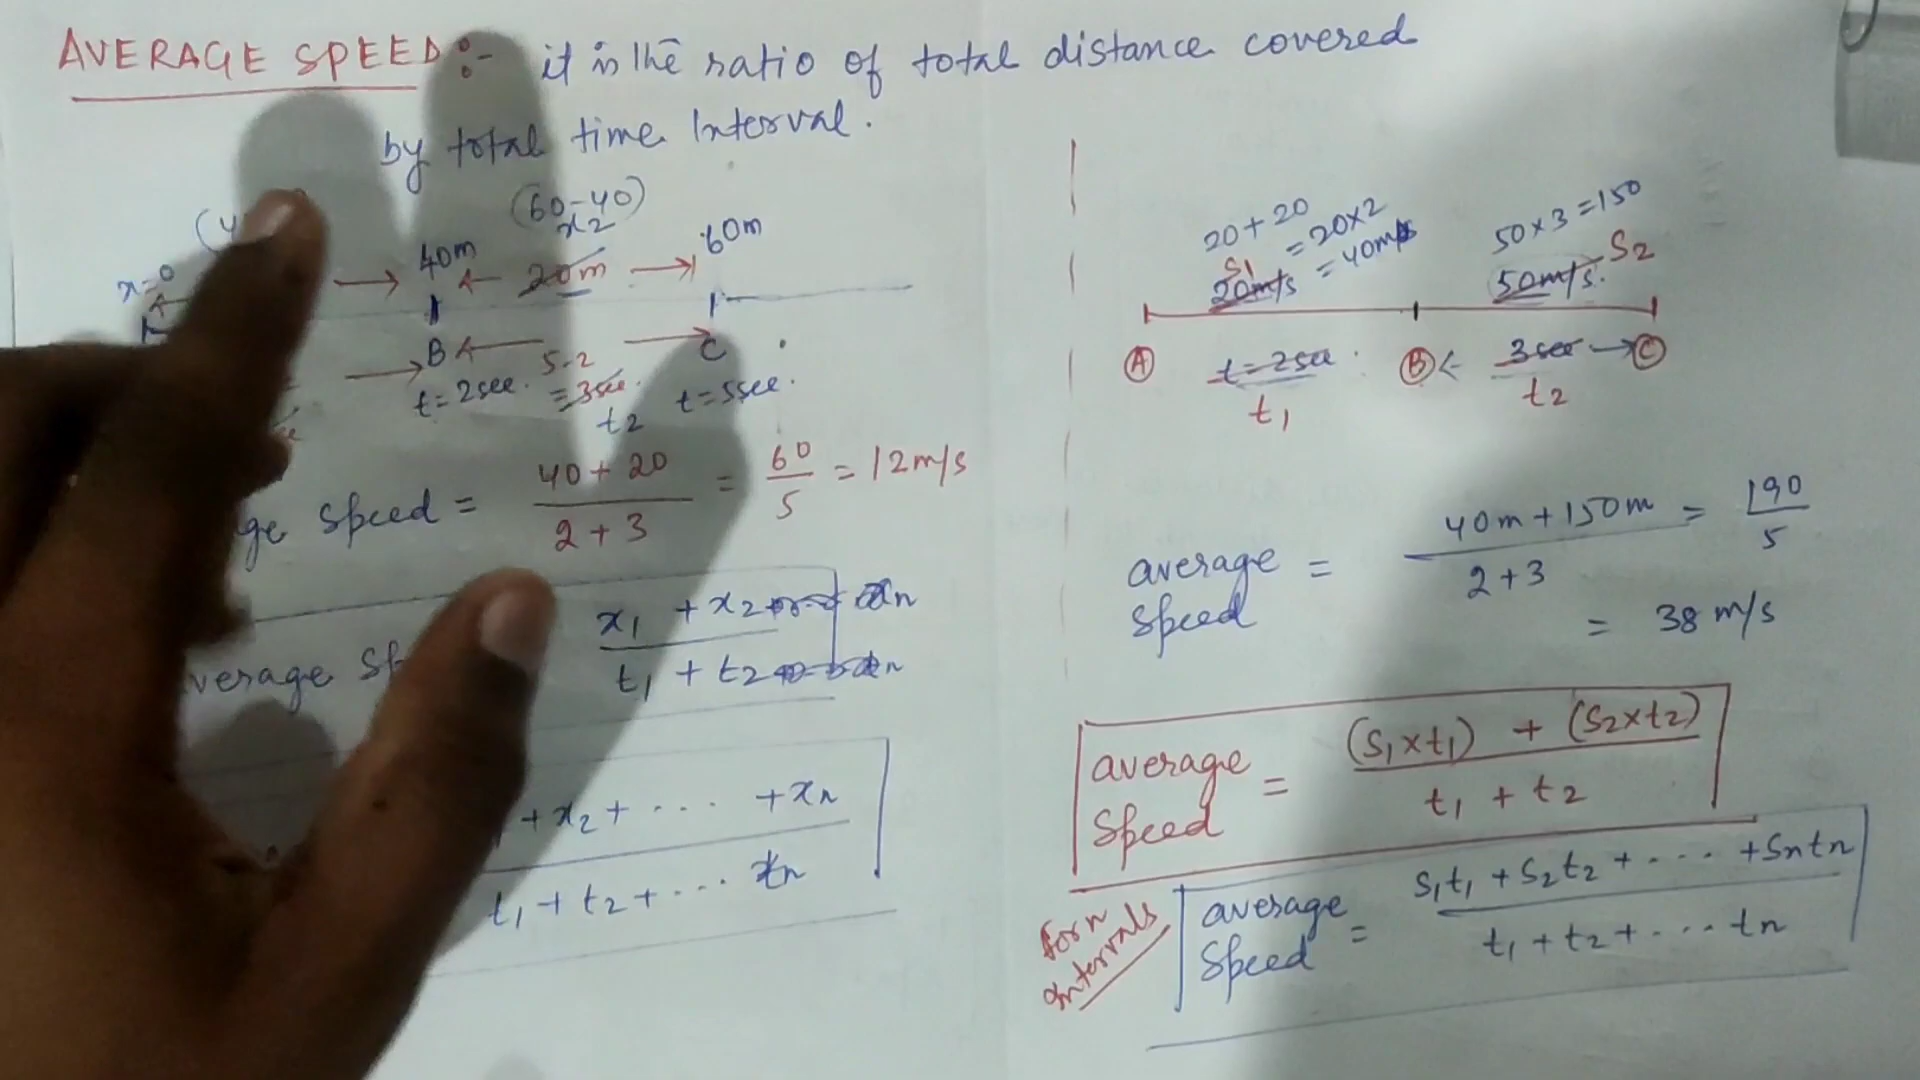 AVERAGE SPEED :- it is the ratio of total distance covered
by total time Interval.
(60-40)
x2
x=0
40m
20m
60m
B
5-2
C
t=2sec.
=3sec.
t=5sec.
t2
Speed = 40+20 / 2+3 = 60 / 5 = 12m/s
x1 + x2 / t1 + t2
+ x2 + .... + xn
t1 + t2 + ... tn
20+20
= 20x2
= 40m
50x3=150
S1
20m/s
S2
50m/s.
A
t=2sec
B
3sec
C
t1
t2
average speed = 40m+150m / 2+3 = 190 / 5
= 38 m/s
average speed = (S1xt1) + (S2xt2) / t1 + t2
for n intervals
average speed = S1t1 + S2t2 + .... + Sntn / t1 + t2 + .... tn